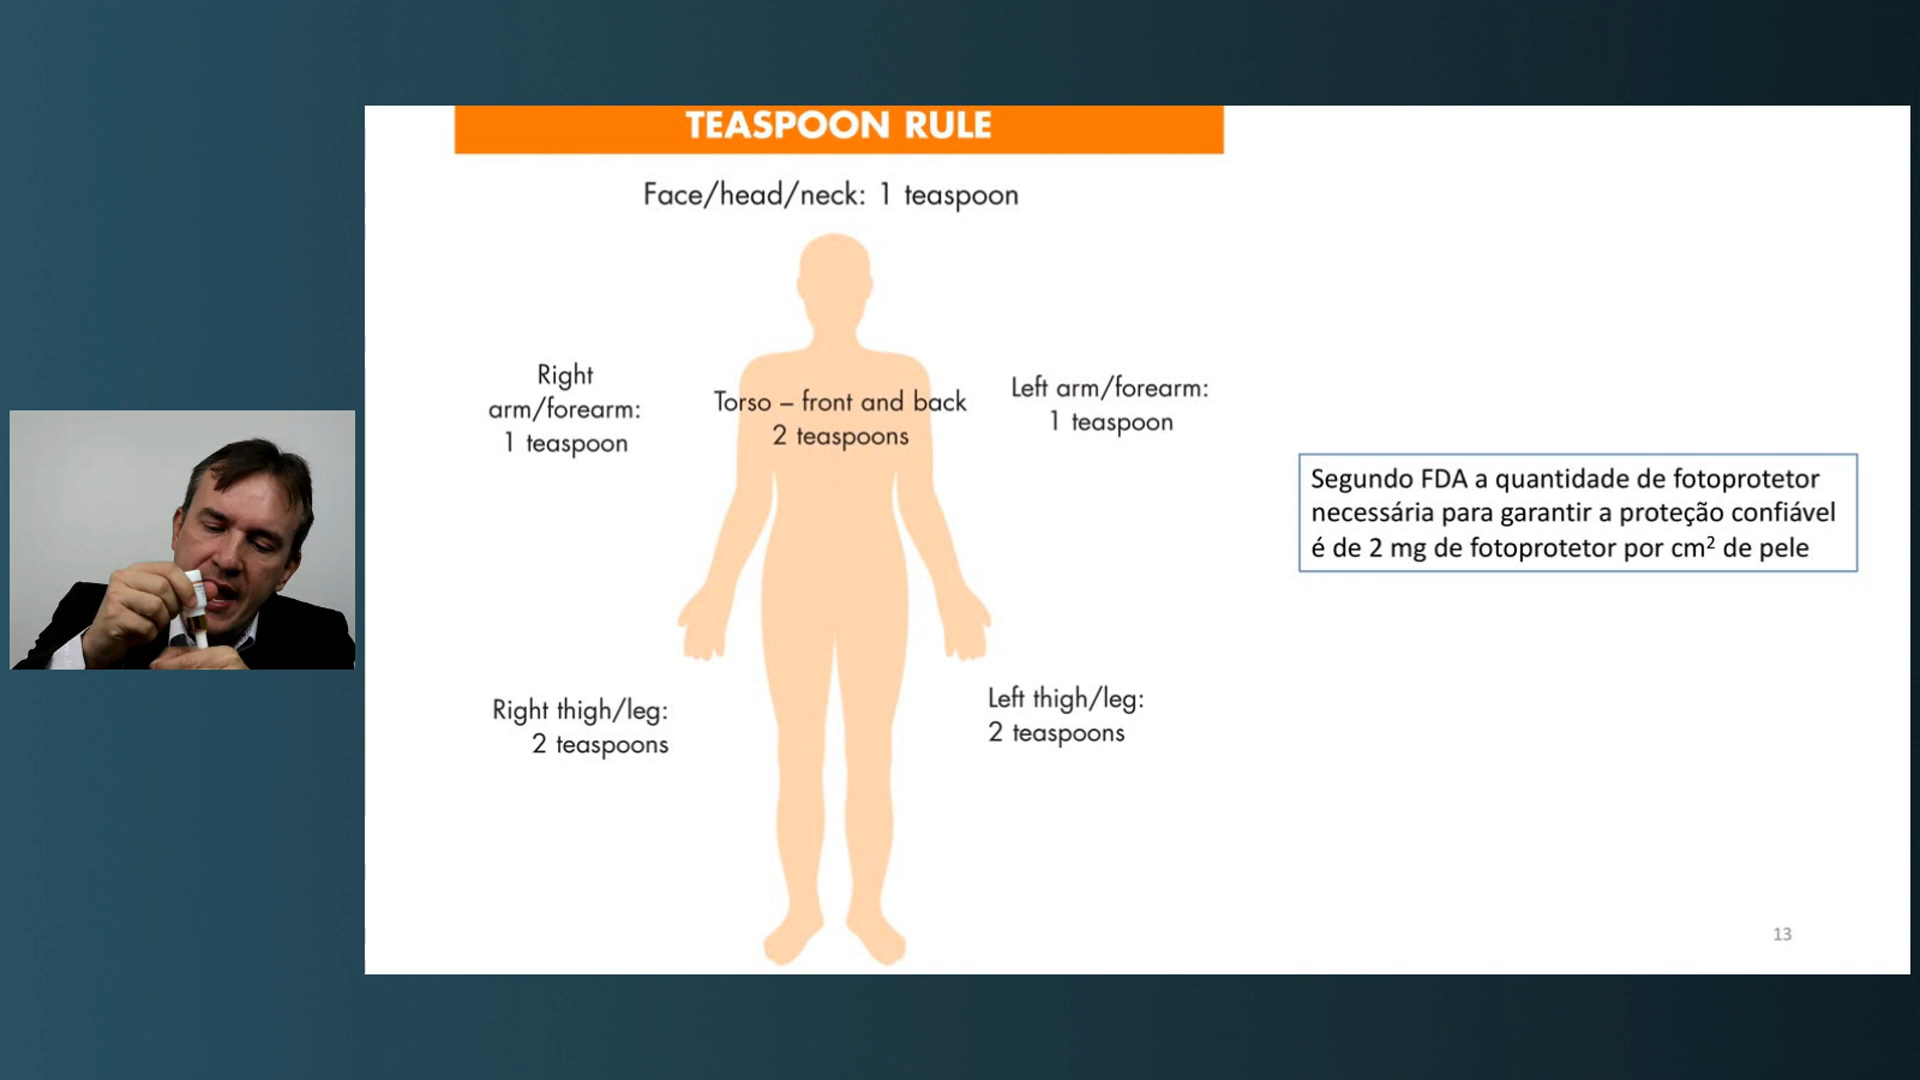 TEASPOON RULE
Face/head/neck: 1 teaspoon
Right
arm/forearm:
1 teaspoon
Torso – front and back
2 teaspoons
Left arm/forearm:
1 teaspoon
Segundo FDA a quantidade de fotoprotetor
necessária para garantir a proteção confiável
é de 2 mg de fotoprotetor por cm² de pele
Right thigh/leg:
2 teaspoons
Left thigh/leg:
2 teaspoons
13